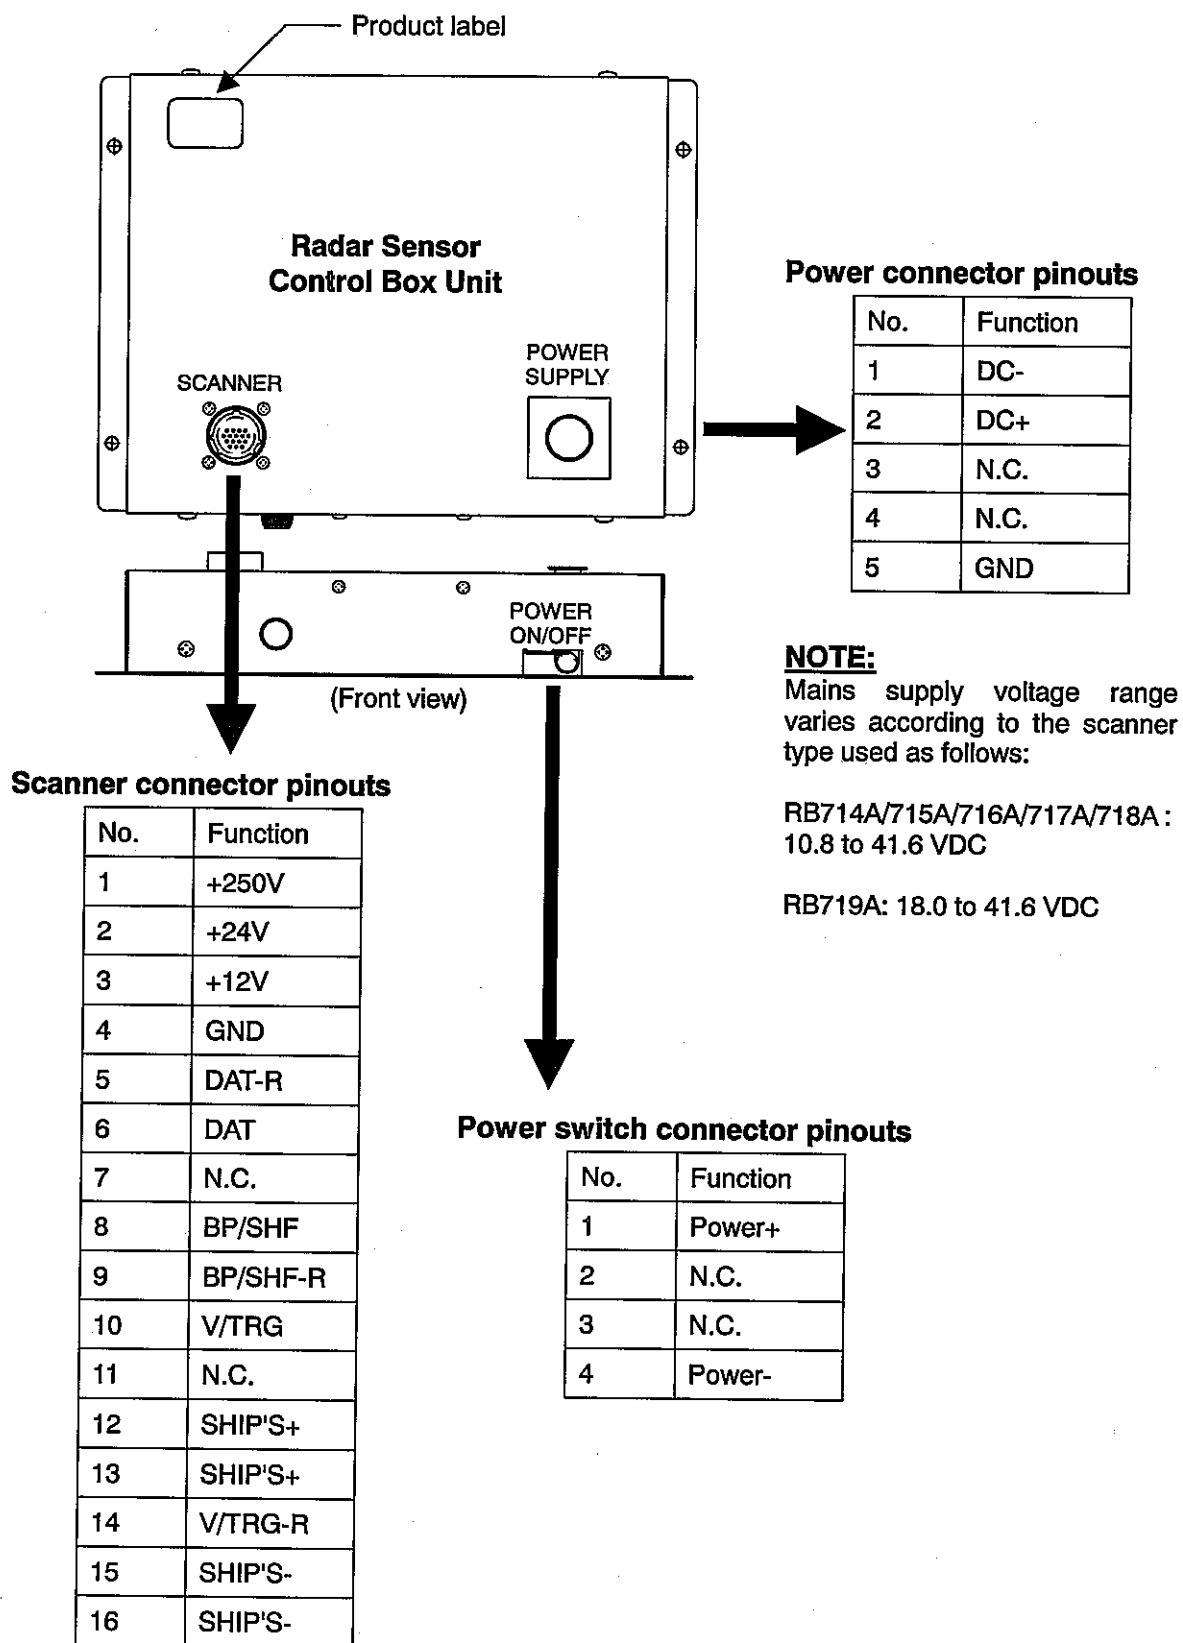 Product label
Radar Sensor
Control Box Unit
SCANNER
POWER
SUPPLY
Power connector pinouts
No. Function
1 DC-
2 DC+
3 N.C.
4 N.C.
5 GND
POWER
ON/OFF
(Front view)
NOTE:
Mains supply voltage range
varies according to the scanner
type used as follows:
RB714A/715A/716A/717A/718A :
10.8 to 41.6 VDC
RB719A: 18.0 to 41.6 VDC
Scanner connector pinouts
No. Function
1 +250V
2 +24V
3 +12V
4 GND
5 DAT-R
6 DAT
7 N.C.
8 BP/SHF
9 BP/SHF-R
10 V/TRG
11 N.C.
12 SHIP'S+
13 SHIP'S+
14 V/TRG-R
15 SHIP'S-
16 SHIP'S-
Power switch connector pinouts
No. Function
1 Power+
2 N.C.
3 N.C.
4 Power-